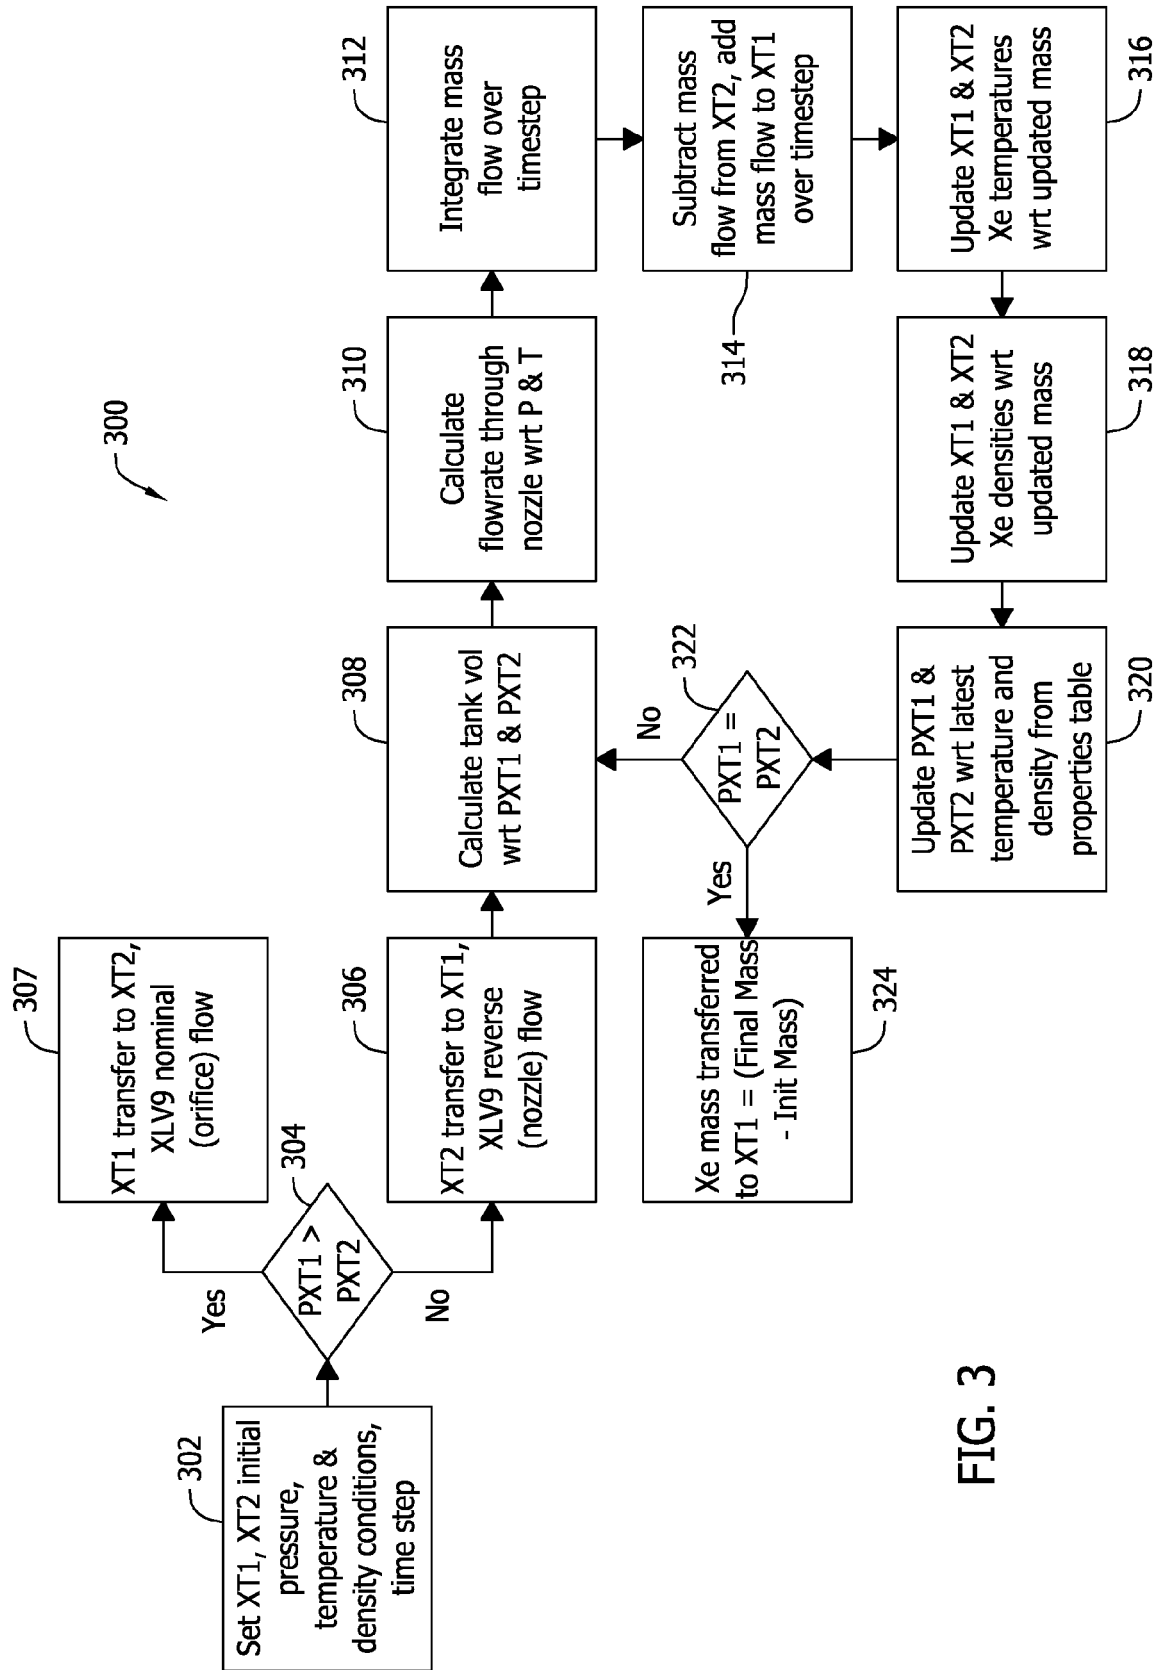 300
302
Set XT1, XT2 initial
pressure,
temperature &
density conditions,
time step
304
PXT1 >
PXT2
Yes
No
307
XT1 transfer to XT2,
XLV9 nominal
(orifice) flow
306
XT2 transfer to XT1,
XLV9 reverse
(nozzle) flow
308
Calculate tank vol
wrt PXT1 & PXT2
310
Calculate
flowrate through
nozzle wrt P & T
312
Integrate mass
flow over
timestep
314
Subtract mass
flow from XT2, add
mass flow to XT1
over timestep
316
Update XT1 & XT2
Xe temperatures
wrt updated mass
318
Update XT1 & XT2
Xe densities wrt
updated mass
320
Update PXT1 &
PXT2 wrt latest
temperature and
density from
properties table
322
PXT1 =
PXT2
No
Yes
324
Xe mass transferred
to XT1 = (Final Mass
- Init Mass)
FIG. 3